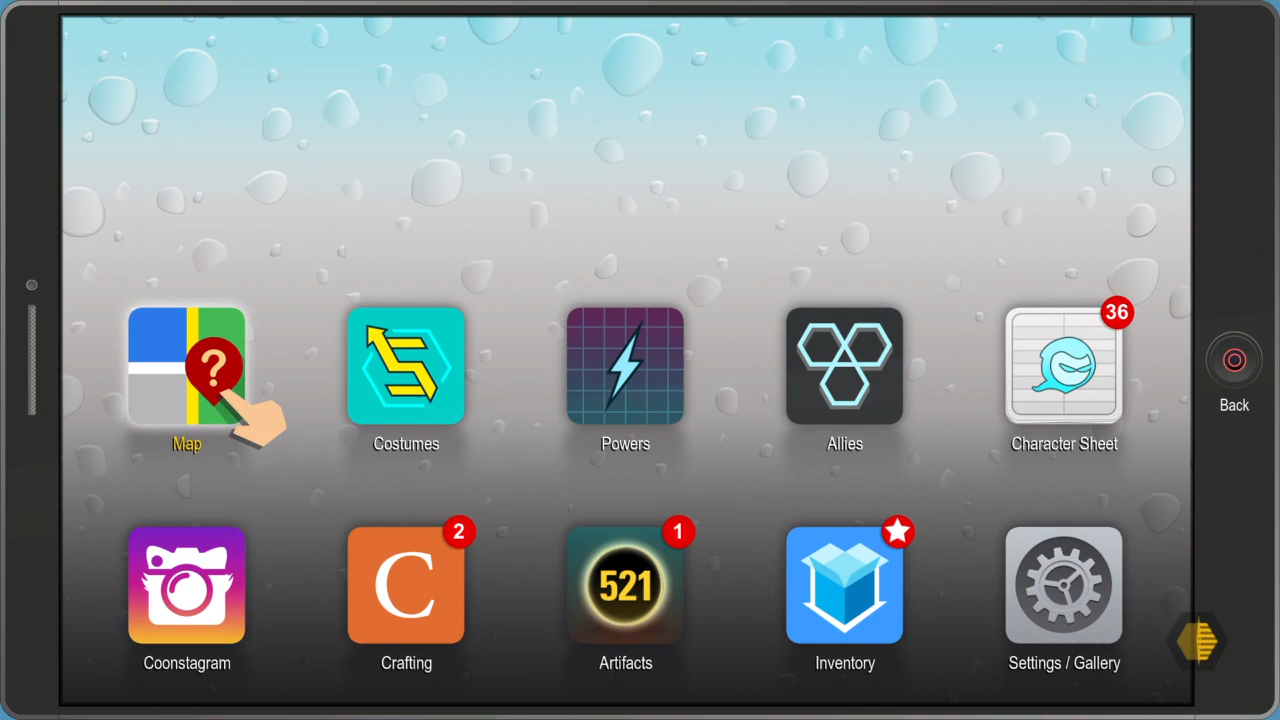 36
?
Map
Costumes
Powers
Allies
Character Sheet
Back
2
1
C
521
Coonstagram
Crafting
Artifacts
Inventory
Settings / Gallery